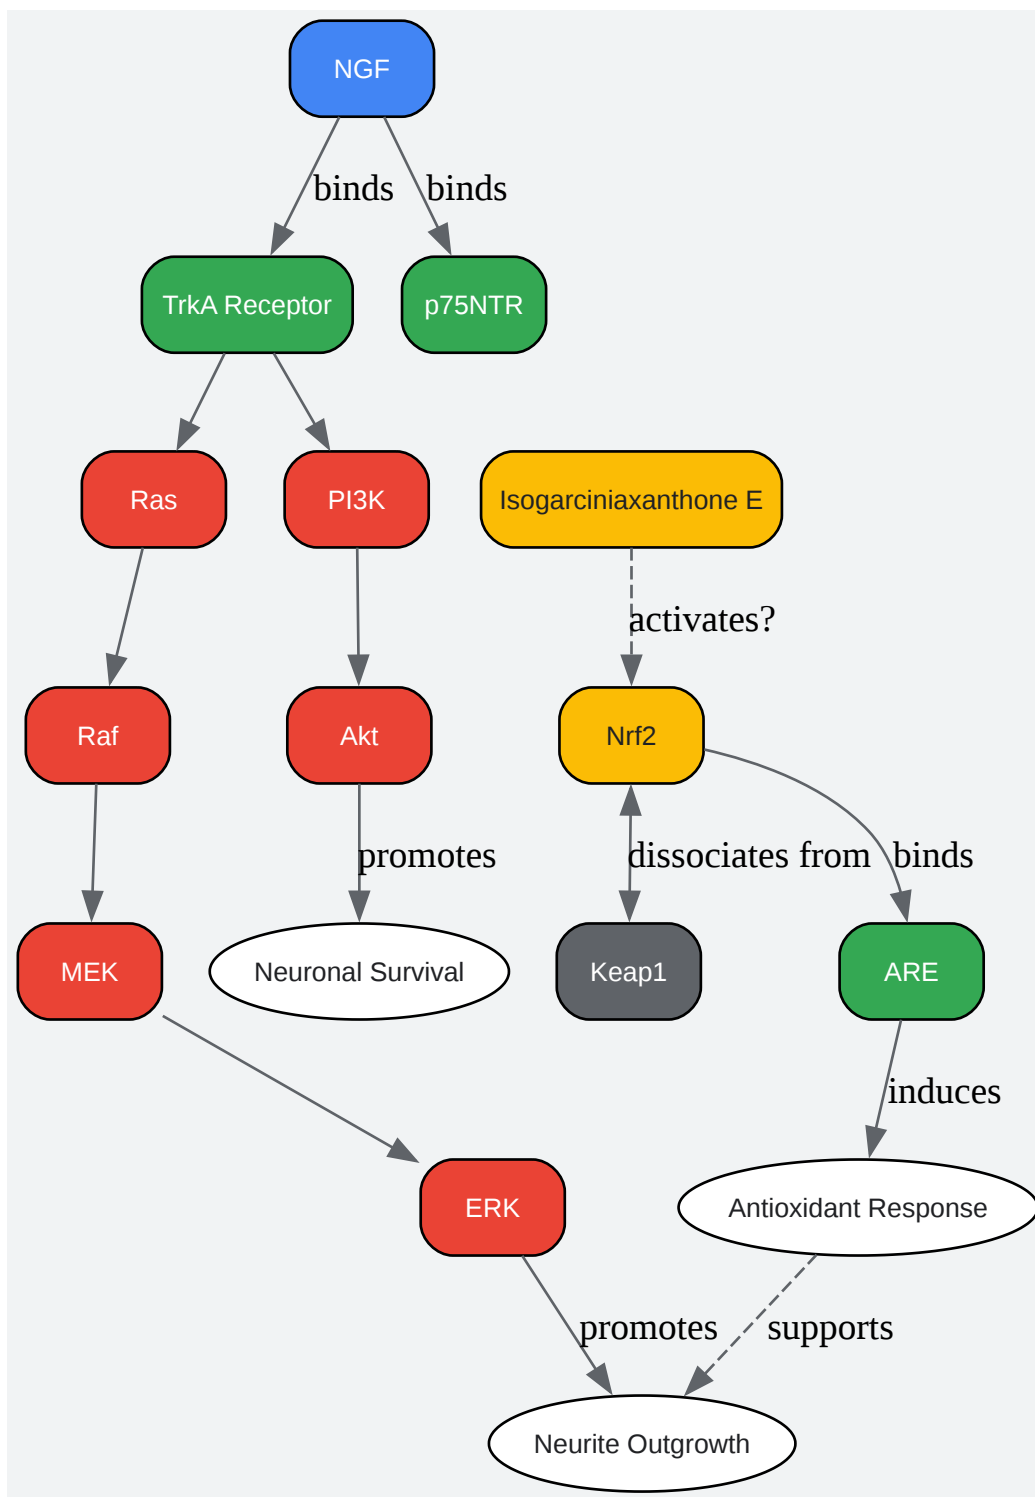 NGF
binds
binds
TrkA Receptor
p75NTR
Ras
PI3K
Isogarciniaxanthone E
activates?
Raf
Akt
Nrf2
promotes
dissociates from
binds
MEK
Neuronal Survival
Keap1
ARE
induces
ERK
Antioxidant Response
promotes
supports
Neurite Outgrowth